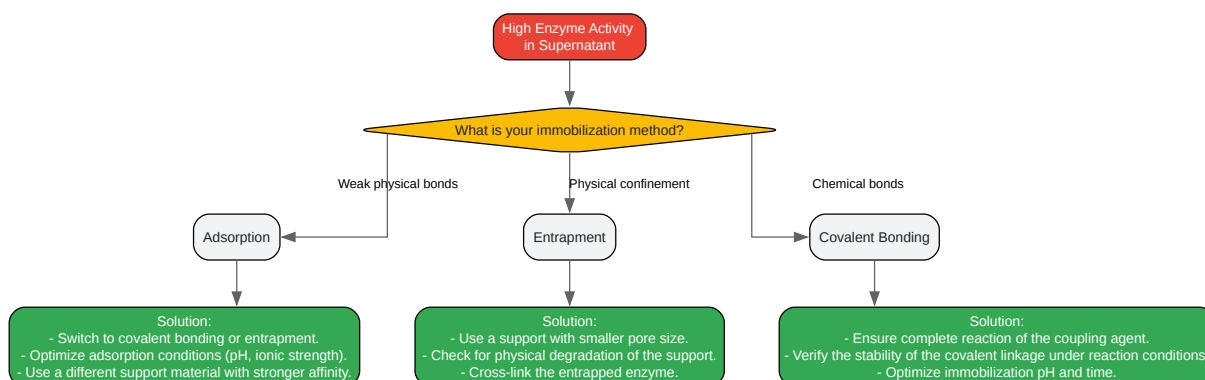 High Enzyme Activity
in Supernatant
What is your immobilization method?
Weak physical bonds
Physical confinement
Chemical bonds
Adsorption
Entrapment
Covalent Bonding
Solution:
- Switch to covalent bonding or entrapment.
- Optimize adsorption conditions (pH, ionic strength).
- Use a different support material with stronger affinity.
Solution:
- Use a support with smaller pore size.
- Check for physical degradation of the support.
- Cross-link the entrapped enzyme.
Solution:
- Ensure complete reaction of the coupling agent.
- Verify the stability of the covalent linkage under reaction conditions
- Optimize immobilization pH and time.